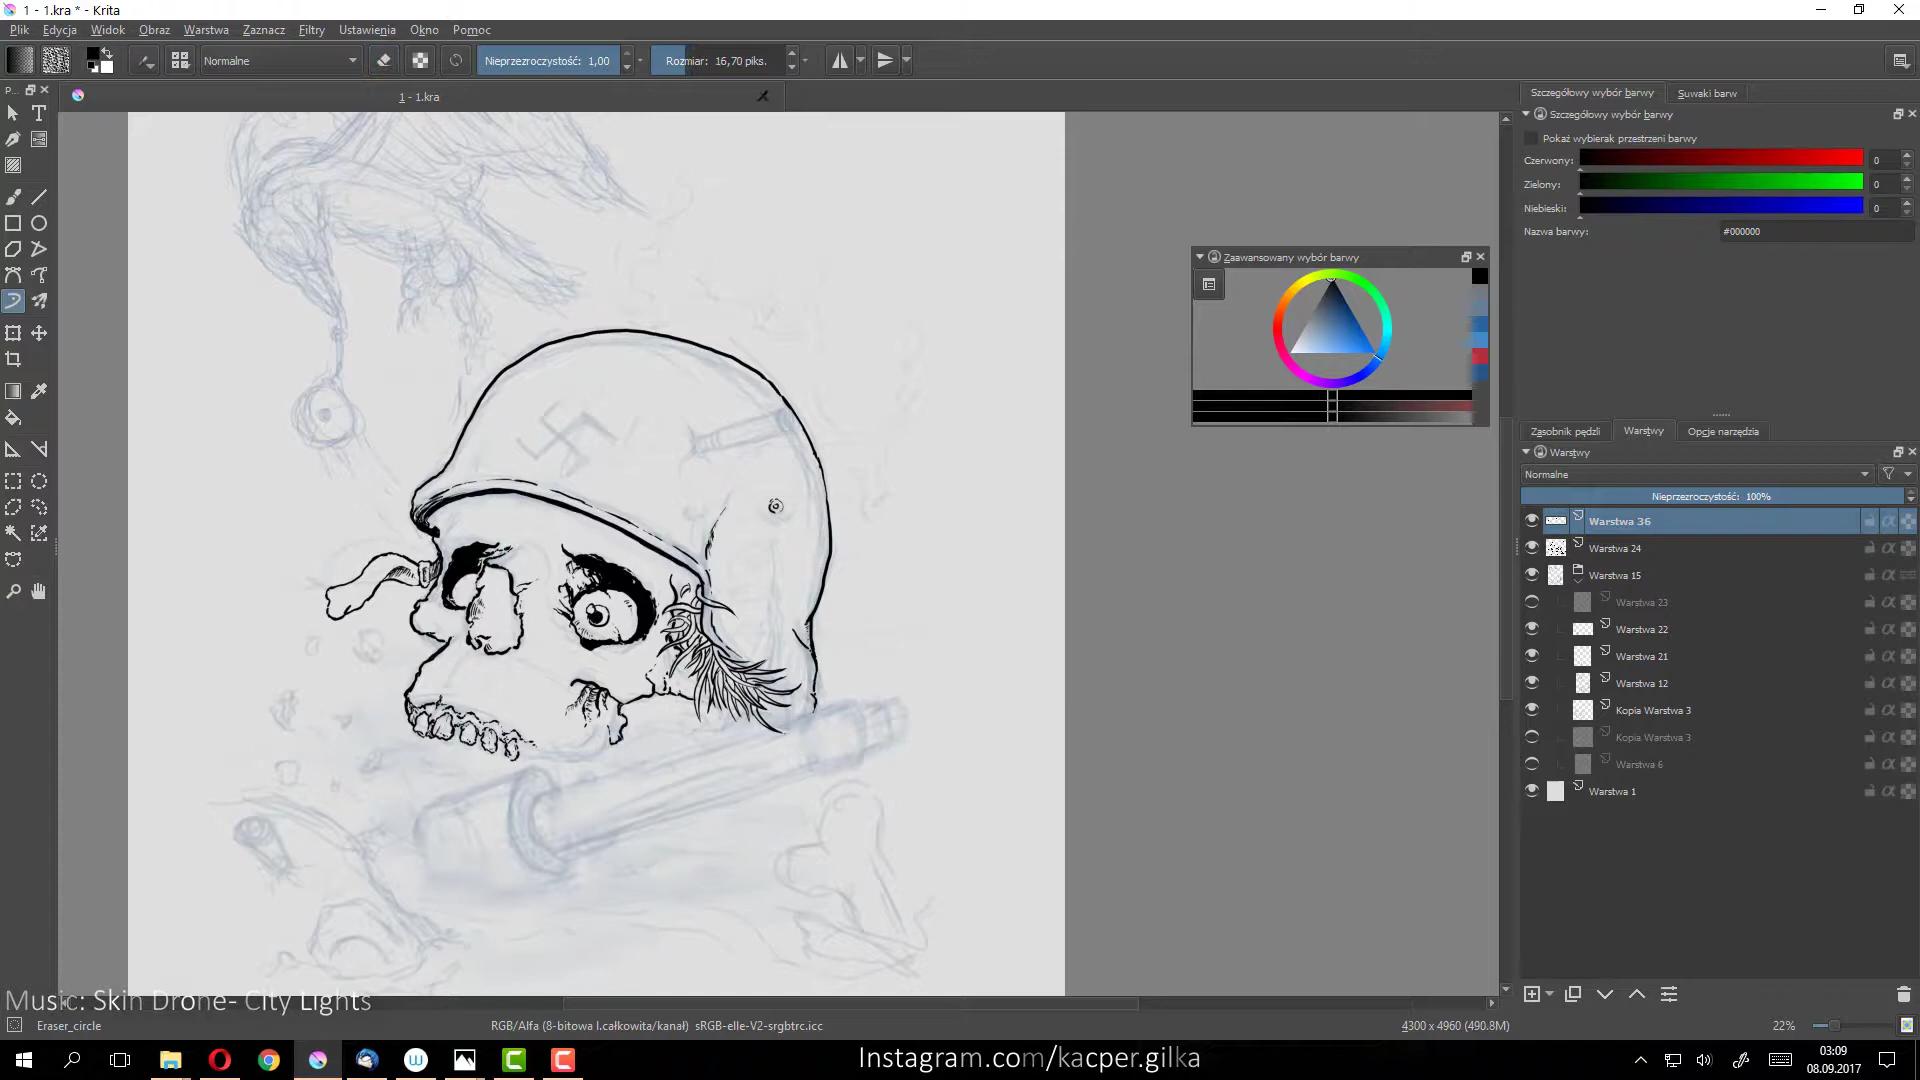 1 - 1.kra * - Krita
Plik Edycja Widok Obraz Warstwa Zaznacz Filtry Ustawienia Okno Pomoc
Normalne
Nieprzezroczystość: 1,00
Rozmiar: 16,70 piks.
P...
1 - 1.kra
Szczegółowy wybór barwy Suwaki barw
Szczegółowy wybór barwy
Pokaż wybierak przestrzeni barwy
Czerwony: 0
Zielony: 0
Niebieski: 0
Nazwa barwy: #000000
Zaawansowany wybór barwy
Zasobnik pędzli Warstwy Opcje narzędzia
Warstwy
Normalne
Nieprzezroczystość: 100%
Warstwa 36
Warstwa 24
Warstwa 15
Warstwa 23
Warstwa 22
Warstwa 21
Warstwa 12
Kopia Warstwa 3
Kopia Warstwa 3
Warstwa 6
Warstwa 1
Music: Skin Drone- City Lights
Eraser_circle
RGB/Alfa (8-bitowa l.całkowita/kanał) sRGB-elle-V2-srgbtrc.icc
4300 x 4960 (490.8M)
22%
Instagram.com/kacper.gilka
03:09
08.09.2017